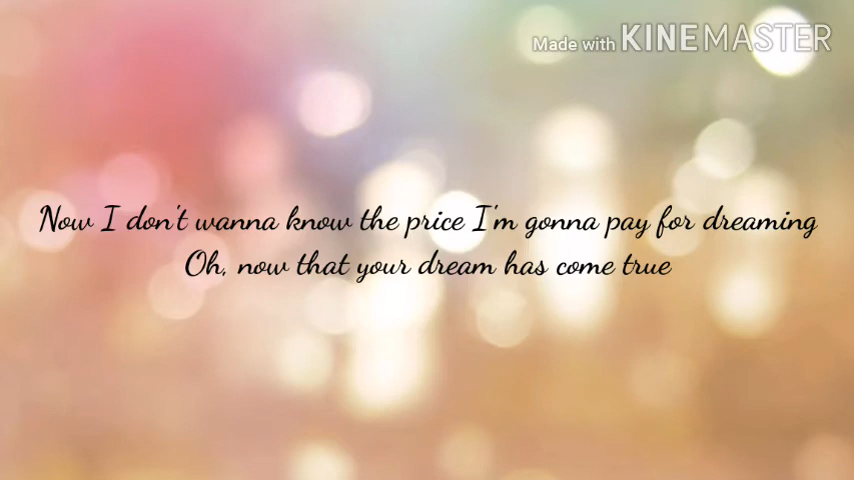 Made with KINEMASTER
Now I don't wanna know the price I'm gonna pay for dreaming
Oh, now that your dream has come true